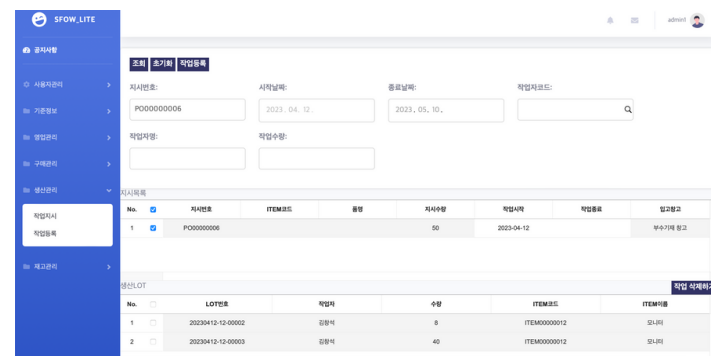 SFOW_LITE
admin1
공지사항
조회 초기화 작업등록
사용자관리
지시번호: 시작날짜: 종료날짜: 작업자코드:
기준정보
PO00000006 2023. 04. 12. 2023. 05. 10.
영업관리
작업자명: 작업수량:
구매관리
생산관리
지시목록
No. 지시번호 ITEM코드 품명 지시수량 작업시작 작업종료 입고창고
작업지시
1 PO00000006 50 2023-04-12 부수기재 창고
작업등록
재고관리
생산LOT 작업 삭제하기
No. LOT번호 작업자 수량 ITEM코드 ITEM이름
1 20230412-12-00002 김창석 8 ITEM00000012 모니터
2 20230412-12-00003 김창석 40 ITEM00000012 모니터